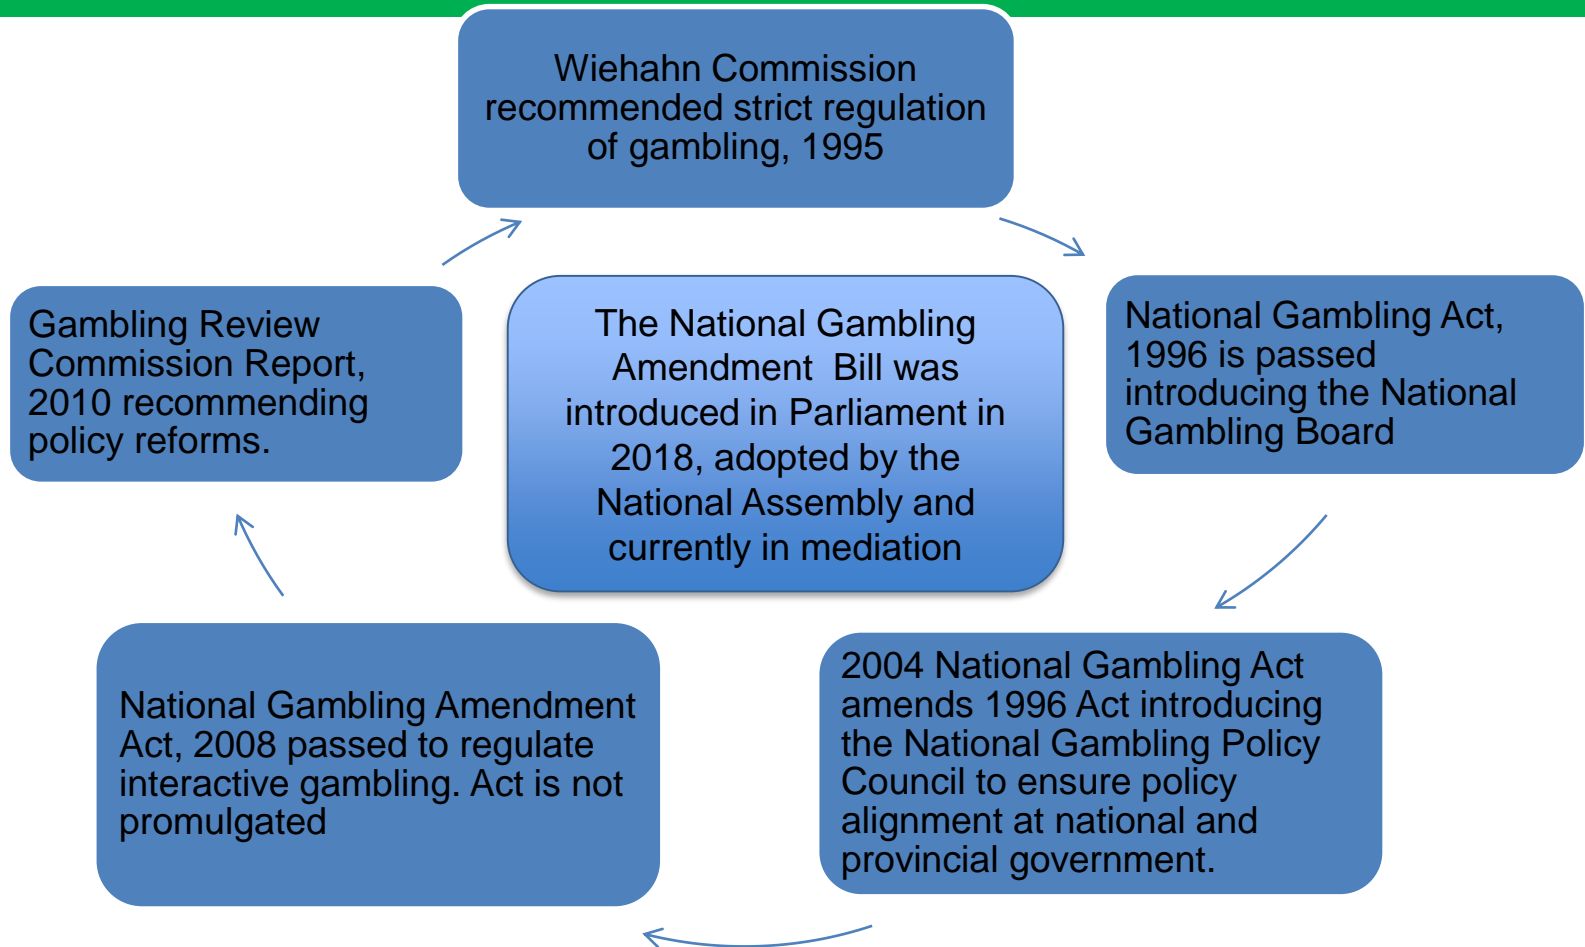 Wiehahn Commission
recommended strict regulation
of gambling, 1995
National Gambling Act,
1996 is passed
introducing the National
Gambling Board
2004 National Gambling Act
amends 1996 Act introducing
the National Gambling Policy
Council to ensure policy
alignment at national and
provincial government.
National Gambling Amendment
Act, 2008 passed to regulate
interactive gambling. Act is not
promulgated
Gambling Review
Commission Report,
2010 recommending
policy reforms.
The National Gambling
Amendment  Bill was
introduced in Parliament in
2018, adopted by the
National Assembly and
currently in mediation